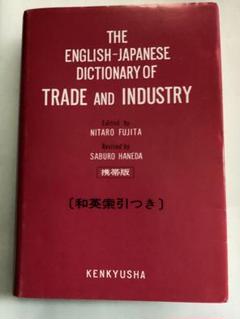 THE
ENGLISH-JAPANESE
DICTIONARY OF
TRADE AND INDUSTRY
Edited by
NITARO FUJITA
Revised by
SABURO HANEDA
[携帯版]
〔和英索引つき〕
KENKYUSHA